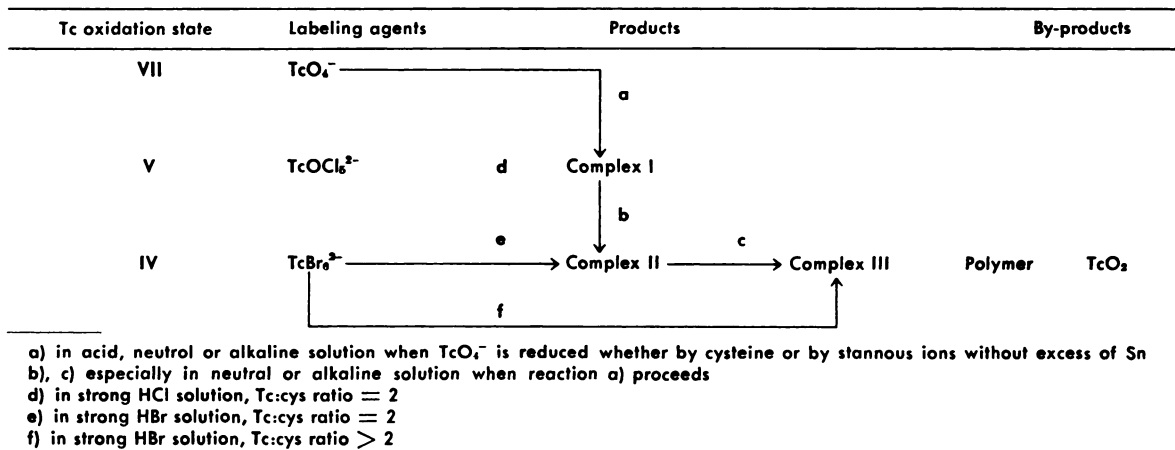 Tc oxidation state Labeling agents Products By-products
VII TcO₄⁻
a
V TcOCl₅²⁻ d Complex I
b
e c
IV TcBr₆²⁻ Complex II Complex III Polymer TcO₂
f
a) in acid, neutrol or alkaline solution when TcO₄⁻ is reduced whether by cysteine or by stannous ions without excess of Sn
b), c) especially in neutral or alkaline solution when reaction a) proceeds
d) in strong HCl solution, Tc:cys ratio = 2
e) in strong HBr solution, Tc:cys ratio = 2
f) in strong HBr solution, Tc:cys ratio > 2